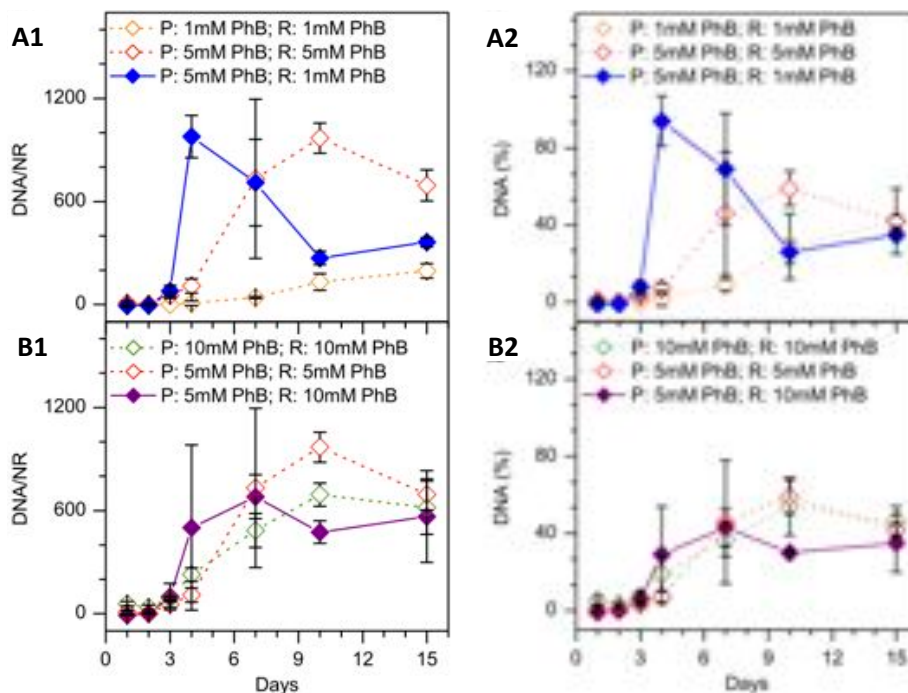 A1
P: 1mM PhB; R: 1mM PhB
P: 5mM PhB; R: 5mM PhB
P: 5mM PhB; R: 1mM PhB
1200
600
0
DNA/NR
A2
P: 1mM PhB; R: 1mM PhB
P: 5mM PhB; R: 5mM PhB
P: 5mM PhB; R: 1mM PhB
120
80
40
0
DNA (%)
B1
P: 10mM PhB; R: 10mM PhB
P: 5mM PhB; R: 5mM PhB
P: 5mM PhB; R: 10mM PhB
1200
600
0
DNA/NR
0 3 6 9 12 15
Days
B2
P: 10mM PhB; R: 10mM PhB
P: 5mM PhB; R: 5mM PhB
P: 5mM PhB; R: 10mM PhB
120
80
40
0
DNA (%)
0 3 6 9 12 15
Days